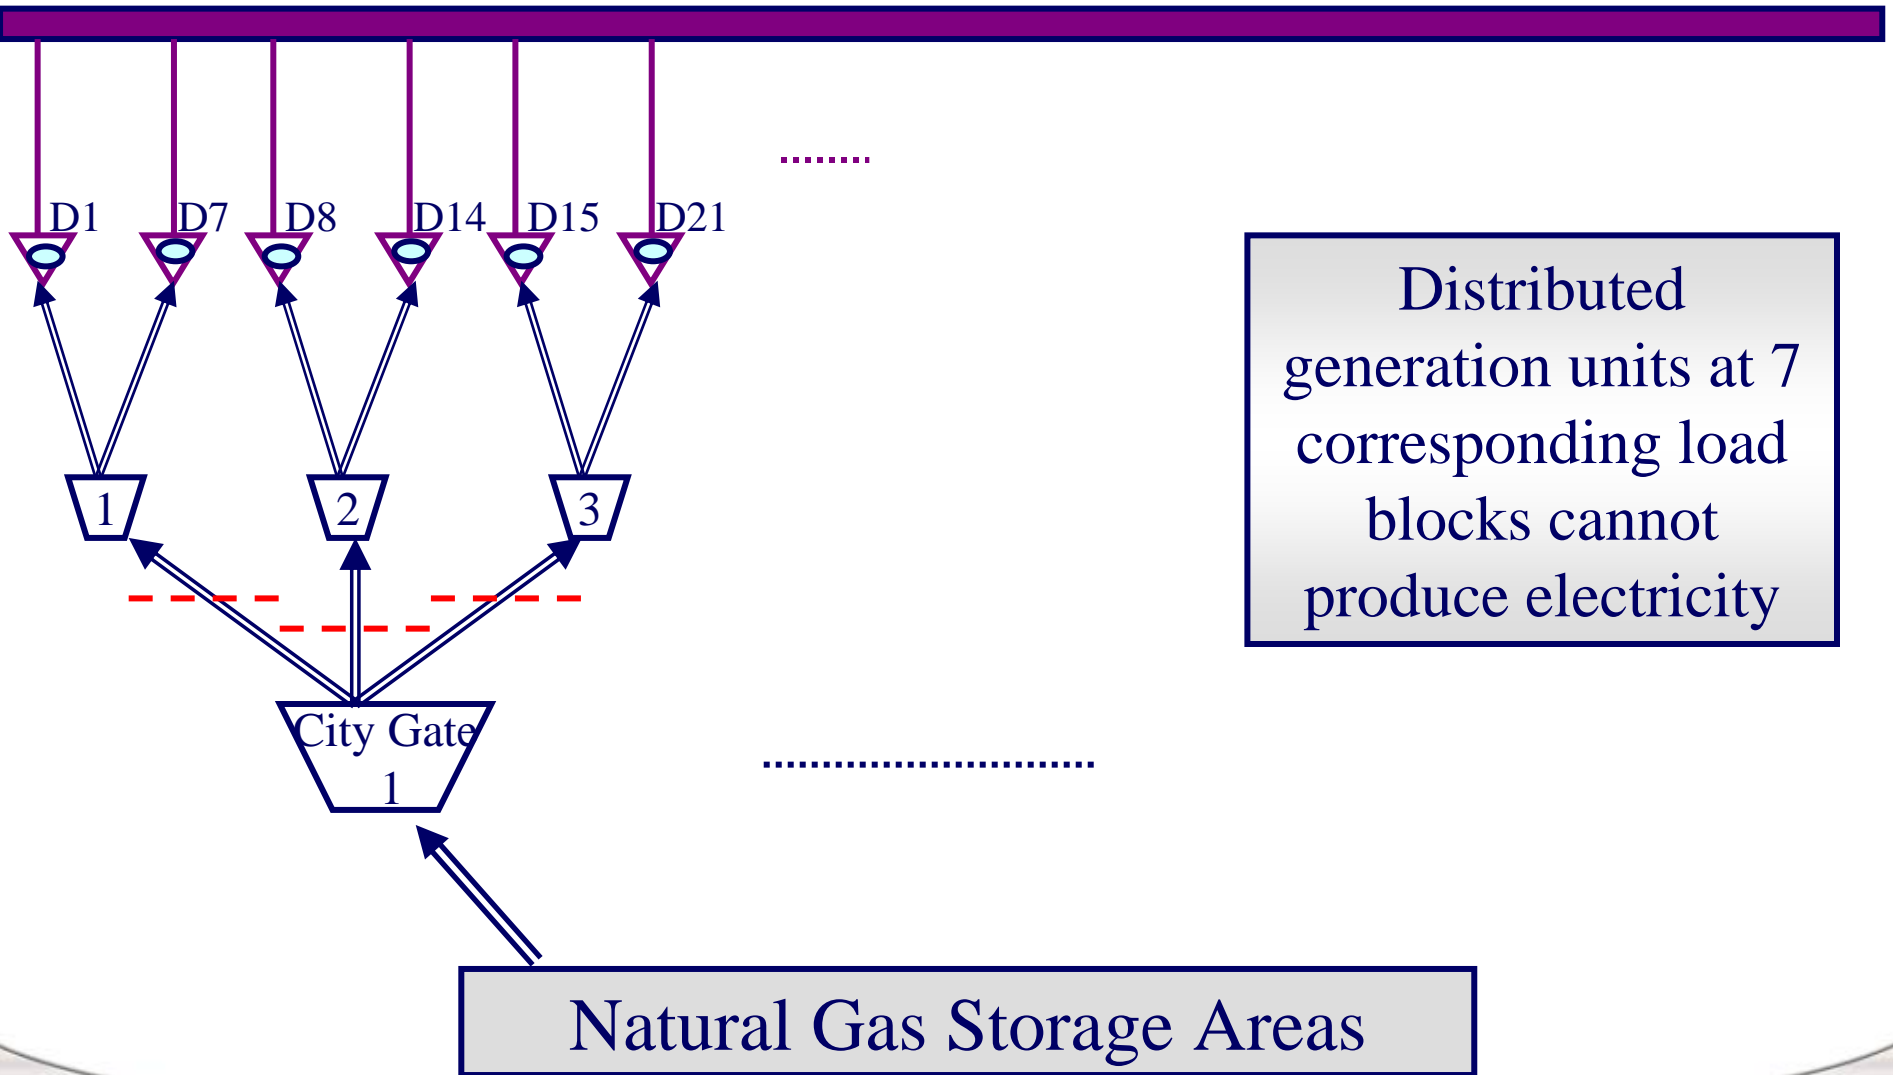 D1 D7 D8 D14 D15 D21
Distributed
generation units at 7
corresponding load
blocks cannot
produce electricity
1 2 3
City Gate
1
Natural Gas Storage Areas